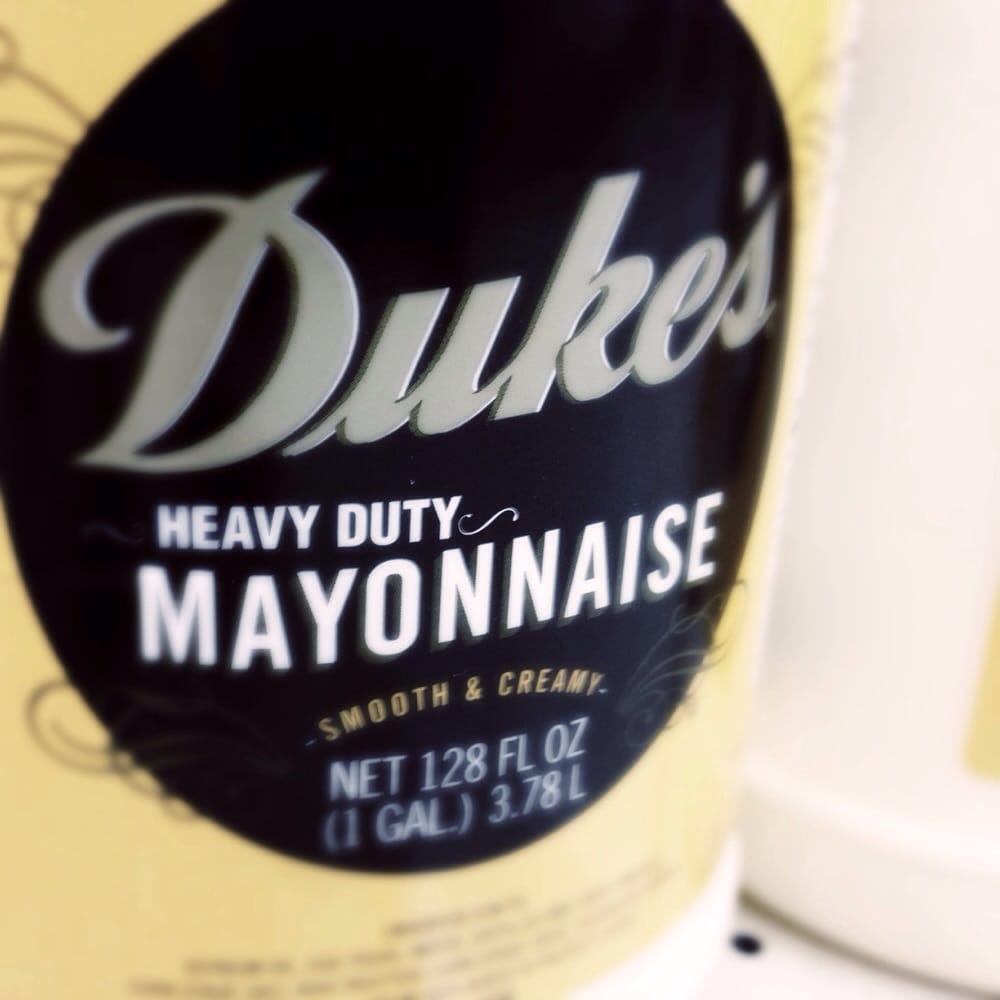 Duke's
HEAVY DUTY
MAYONNAISE
SMOOTH & CREAMY
NET 128 FL OZ
(1 GAL.) 3.78 L